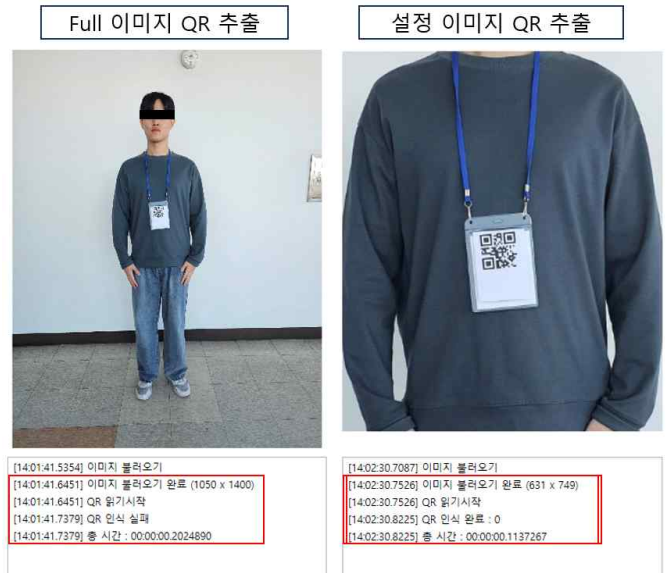 Full 이미지 QR 추출
설정 이미지 QR 추출
[14:01:41.5354] 이미지 불러오기
[14:01:41.6451] 이미지 불러오기 완료 (1050 x 1400)
[14:01:41.6451] QR 읽기시작
[14:01:41.7379] QR 인식 실패
[14:01:41.7379] 총 시간 : 00:00:00.2024890
[14:02:30.7087] 이미지 불러오기
[14:02:30.7526] 이미지 불러오기 완료 (631 x 749)
[14:02:30.7526] QR 읽기시작
[14:02:30.8225] QR 인식 완료 : 0
[14:02:30.8225] 총 시간 : 00:00:00.1137267